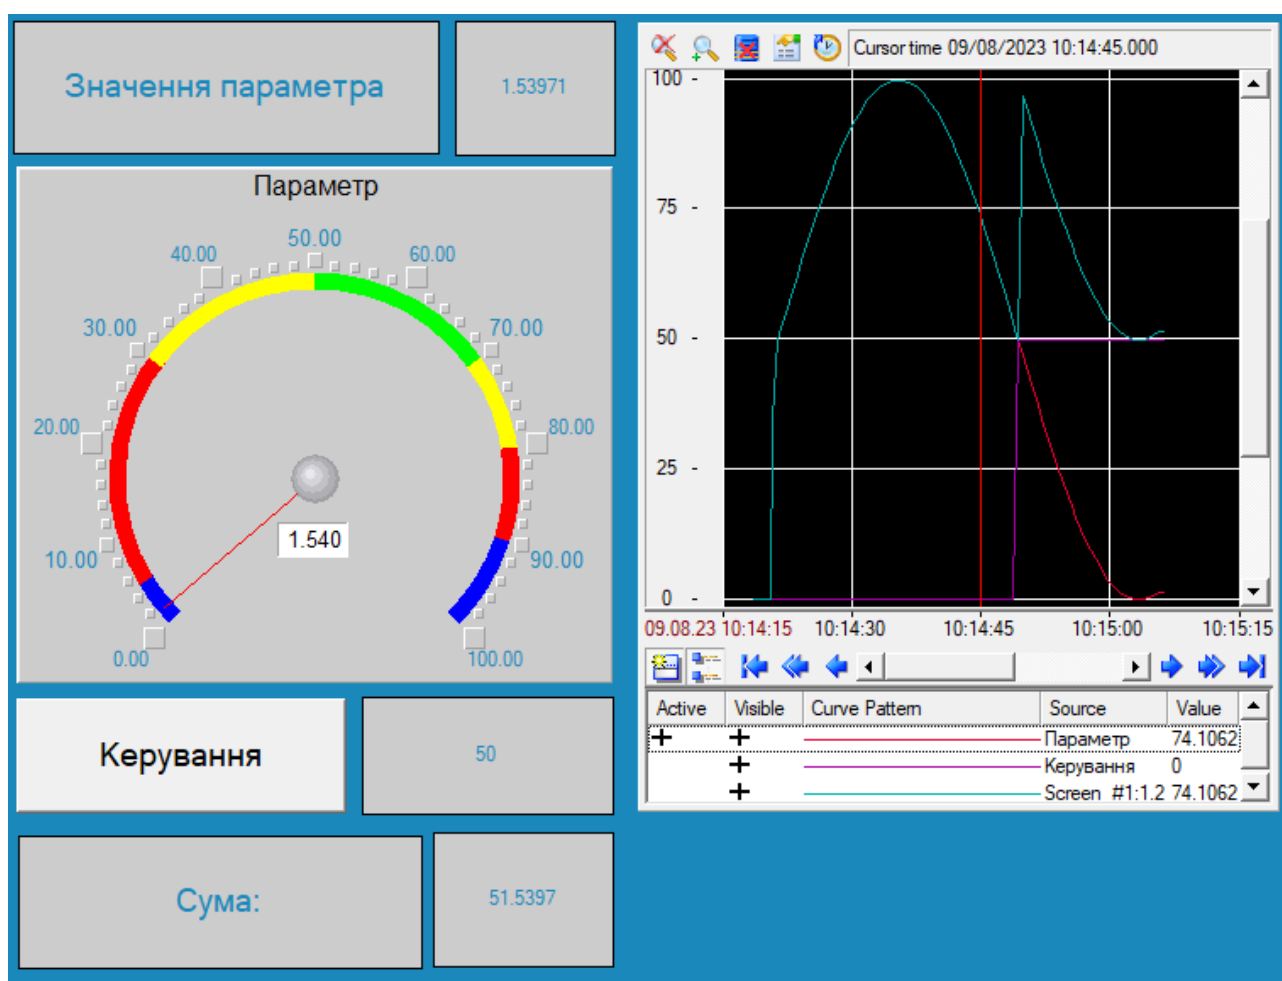 Значення параметра
1.53971
Параметр
50.00
40.00
60.00
30.00
70.00
20.00
80.00
1.540
10.00
90.00
0.00
100.00
Керування
50
Сума:
51.5397
Cursor time 09/08/2023 10:14:45.000
100 -
75 -
50 -
25 -
0 -
09.08.23 10:14:15 10:14:30 10:14:45 10:15:00 10:15:15
Active Visible Curve Pattern Source Value
Параметр 74.1062
Керування 0
Screen #1:1.2 74.1062